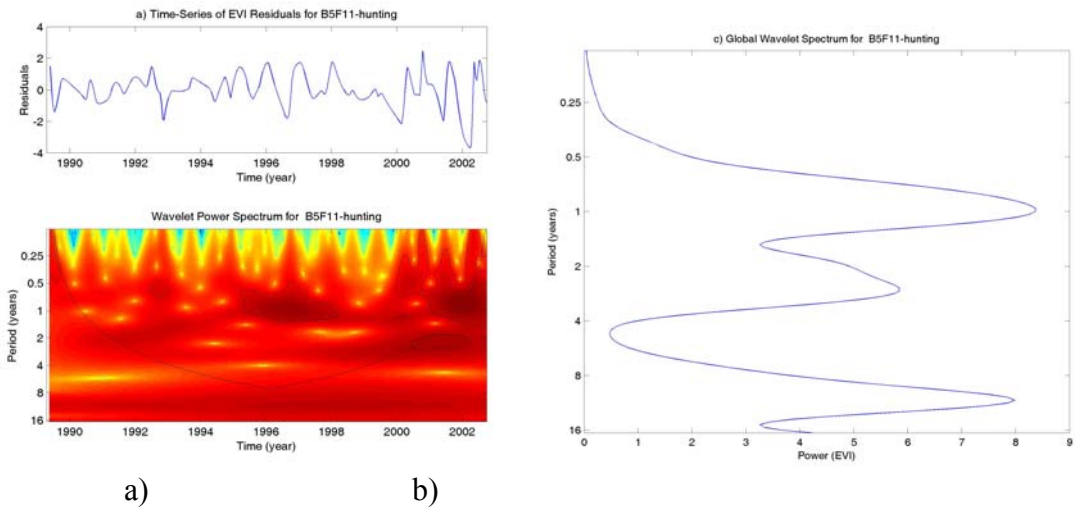 a) Time-Series of EVI Residuals for B5F11-hunting
Residuals
4
2
0
-2
-4
1990 1992 1994 1996 1998 2000 2002
Time (year)
Wavelet Power Spectrum for B5F11-hunting
Period (years)
0.25
0.5
1
2
4
8
16
1990 1992 1994 1996 1998 2000 2002
Time (year)
c) Global Wavelet Spectrum for B5F11-hunting
Period (years)
0.25
0.5
1
2
4
8
16
0 1 2 3 4 5 6 7 8 9
Power (EVI)
a) b)